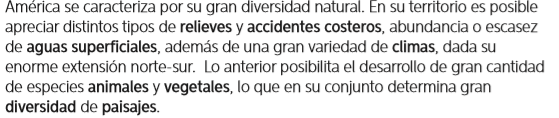 América se caracteriza por su gran diversidad natural. En su territorio es posible
apreciar distintos tipos de relieves y accidentes costeros, abundancia o escasez
de aguas superficiales, además de una gran variedad de climas, dada su
enorme extensión norte-sur.  Lo anterior posibilita el desarrollo de gran cantidad
de especies animales y vegetales, lo que en su conjunto determina gran
diversidad de paisajes.